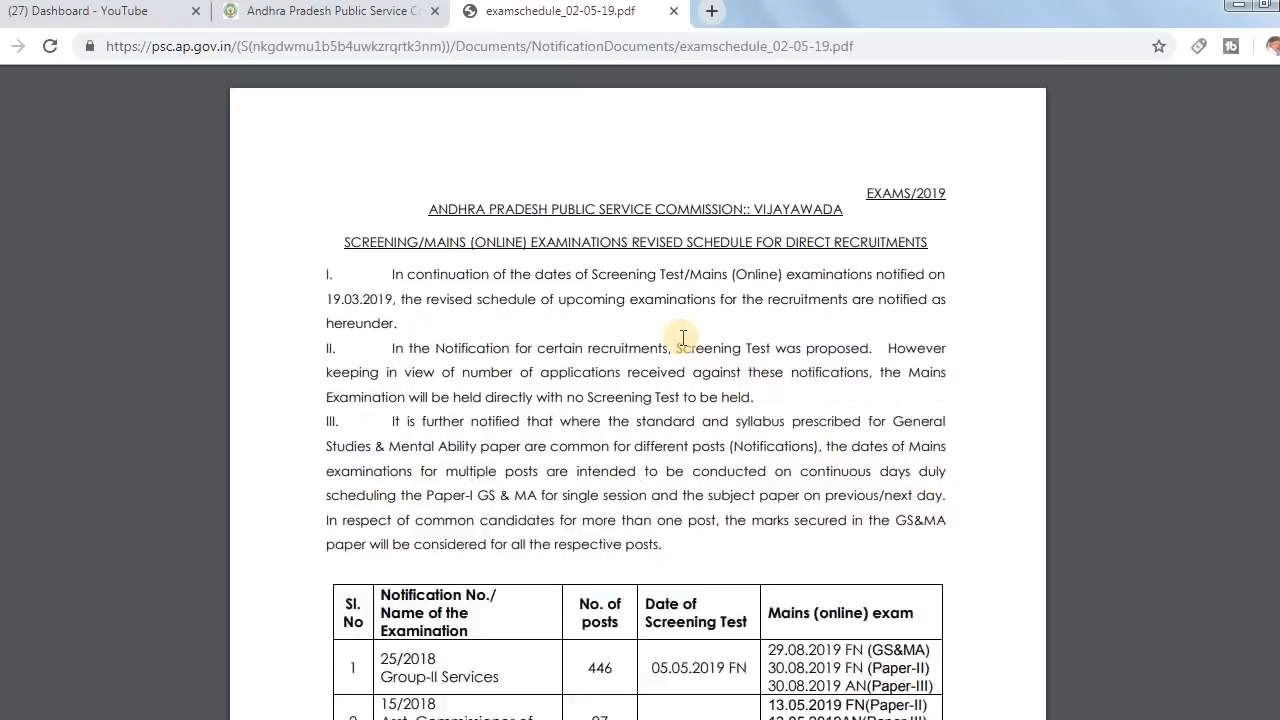 (27) Dashboard - YouTube
Andhra Pradesh Public Service C
examschedule_02-05-19.pdf
https://psc.ap.gov.in/(S(nkgdwmu1b5b4uwkzrqrtk3nm))/Documents/NotificationDocuments/examschedule_02-05-19.pdf
EXAMS/2019
ANDHRA PRADESH PUBLIC SERVICE COMMISSION:: VIJAYAWADA
SCREENING/MAINS (ONLINE) EXAMINATIONS REVISED SCHEDULE FOR DIRECT RECRUITMENTS
I. In continuation of the dates of Screening Test/Mains (Online) examinations notified on
19.03.2019, the revised schedule of upcoming examinations for the recruitments are notified as
hereunder.
II. In the Notification for certain recruitments, Screening Test was proposed. However
keeping in view of number of applications received against these notifications, the Mains
Examination will be held directly with no Screening Test to be held.
III. It is further notified that where the standard and syllabus prescribed for General
Studies & Mental Ability paper are common for different posts (Notifications), the dates of Mains
examinations for multiple posts are intended to be conducted on continuous days duly
scheduling the Paper-I GS & MA for single session and the subject paper on previous/next day.
In respect of common candidates for more than one post, the marks secured in the GS&MA
paper will be considered for all the respective posts.
Sl. No
Notification No./
Name of the
Examination
No. of posts
Date of Screening Test
Mains (online) exam
1
25/2018
Group-II Services
446
05.05.2019 FN
29.08.2019 FN (GS&MA)
30.08.2019 FN (Paper-II)
30.08.2019 AN(Paper-III)
15/2018
13.05.2019 FN(Paper-II)